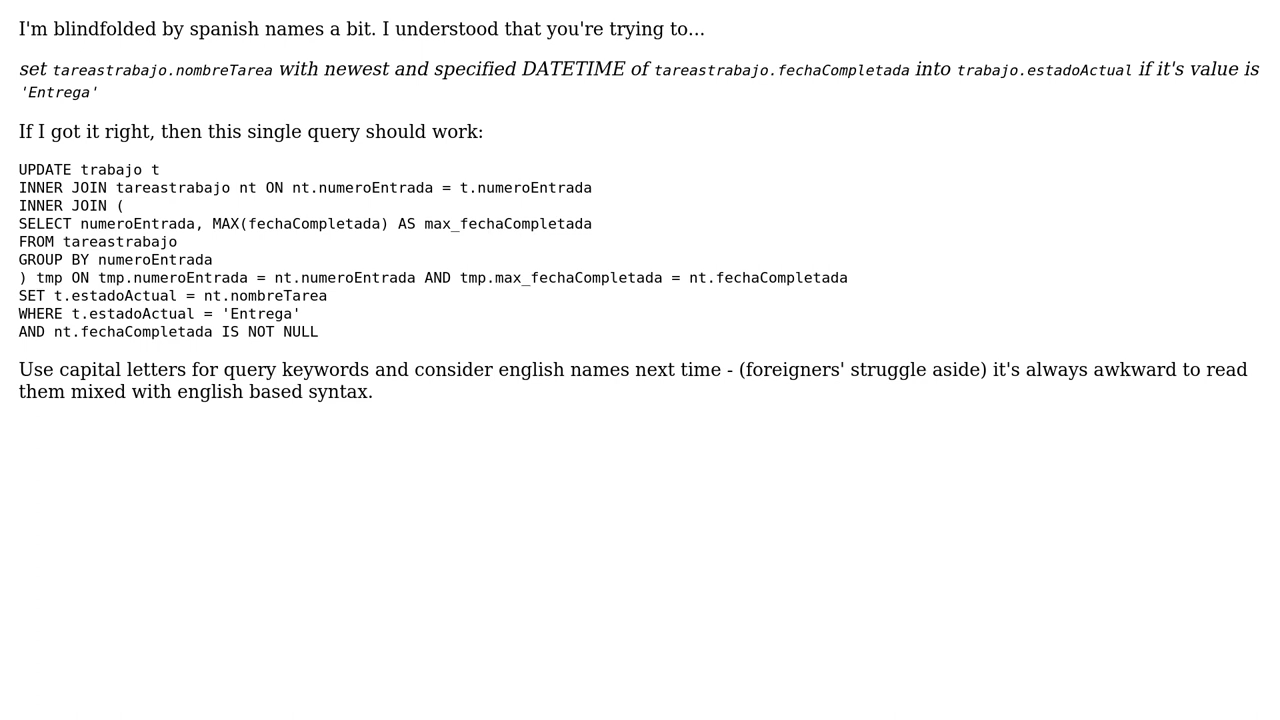 I'm blindfolded by spanish names a bit. I understood that you're trying to...
set tareastrabajo.nombreTarea with newest and specified DATETIME of tareastrabajo.fechaCompletada into trabajo.estadoActual if it's value is
'Entrega'
If I got it right, then this single query should work:
UPDATE trabajo t
INNER JOIN tareastrabajo nt ON nt.numeroEntrada = t.numeroEntrada
INNER JOIN (
SELECT numeroEntrada, MAX(fechaCompletada) AS max_fechaCompletada
FROM tareastrabajo
GROUP BY numeroEntrada
) tmp ON tmp.numeroEntrada = nt.numeroEntrada AND tmp.max_fechaCompletada = nt.fechaCompletada
SET t.estadoActual = nt.nombreTarea
WHERE t.estadoActual = 'Entrega'
AND nt.fechaCompletada IS NOT NULL
Use capital letters for query keywords and consider english names next time - (foreigners' struggle aside) it's always awkward to read
them mixed with english based syntax.